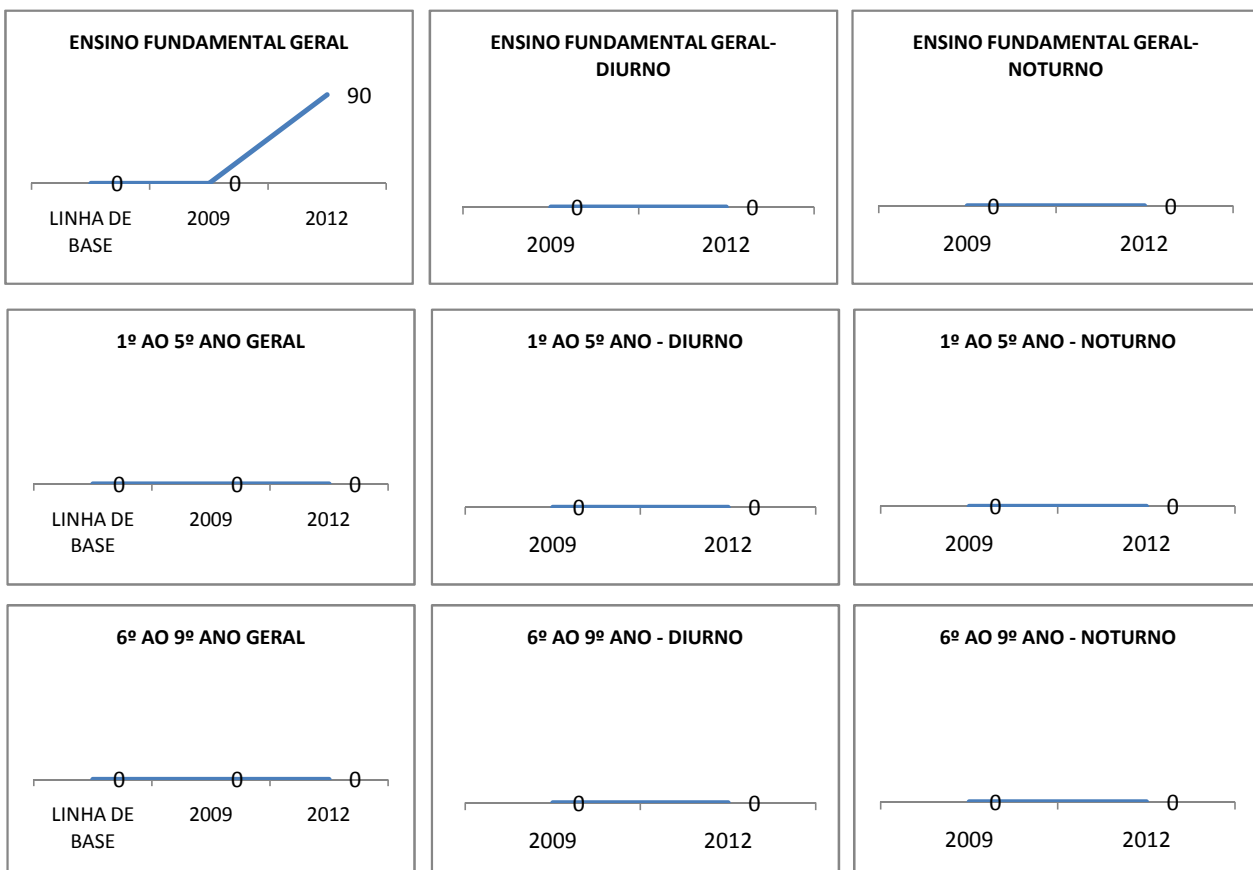 ENSINO FUNDAMENTAL GERAL
90
0
0
LINHA DE
BASE
2009
2012
ENSINO FUNDAMENTAL GERAL-
DIURNO
0
0
2009
2012
ENSINO FUNDAMENTAL GERAL-
NOTURNO
0
0
2009
2012
1º AO 5º ANO GERAL
0
0
0
LINHA DE
BASE
2009
2012
1º AO 5º ANO - DIURNO
0
0
2009
2012
1º AO 5º ANO - NOTURNO
0
0
2009
2012
6º AO 9º ANO GERAL
0
0
0
LINHA DE
BASE
2009
2012
6º AO 9º ANO - DIURNO
0
0
2009
2012
6º AO 9º ANO - NOTURNO
0
0
2009
2012